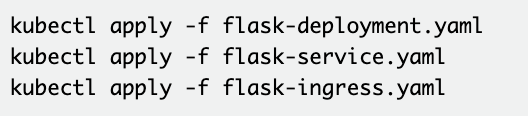 kubectl apply -f flask-deployment.yaml
kubectl apply -f flask-service.yaml
kubectl apply -f flask-ingress.yaml